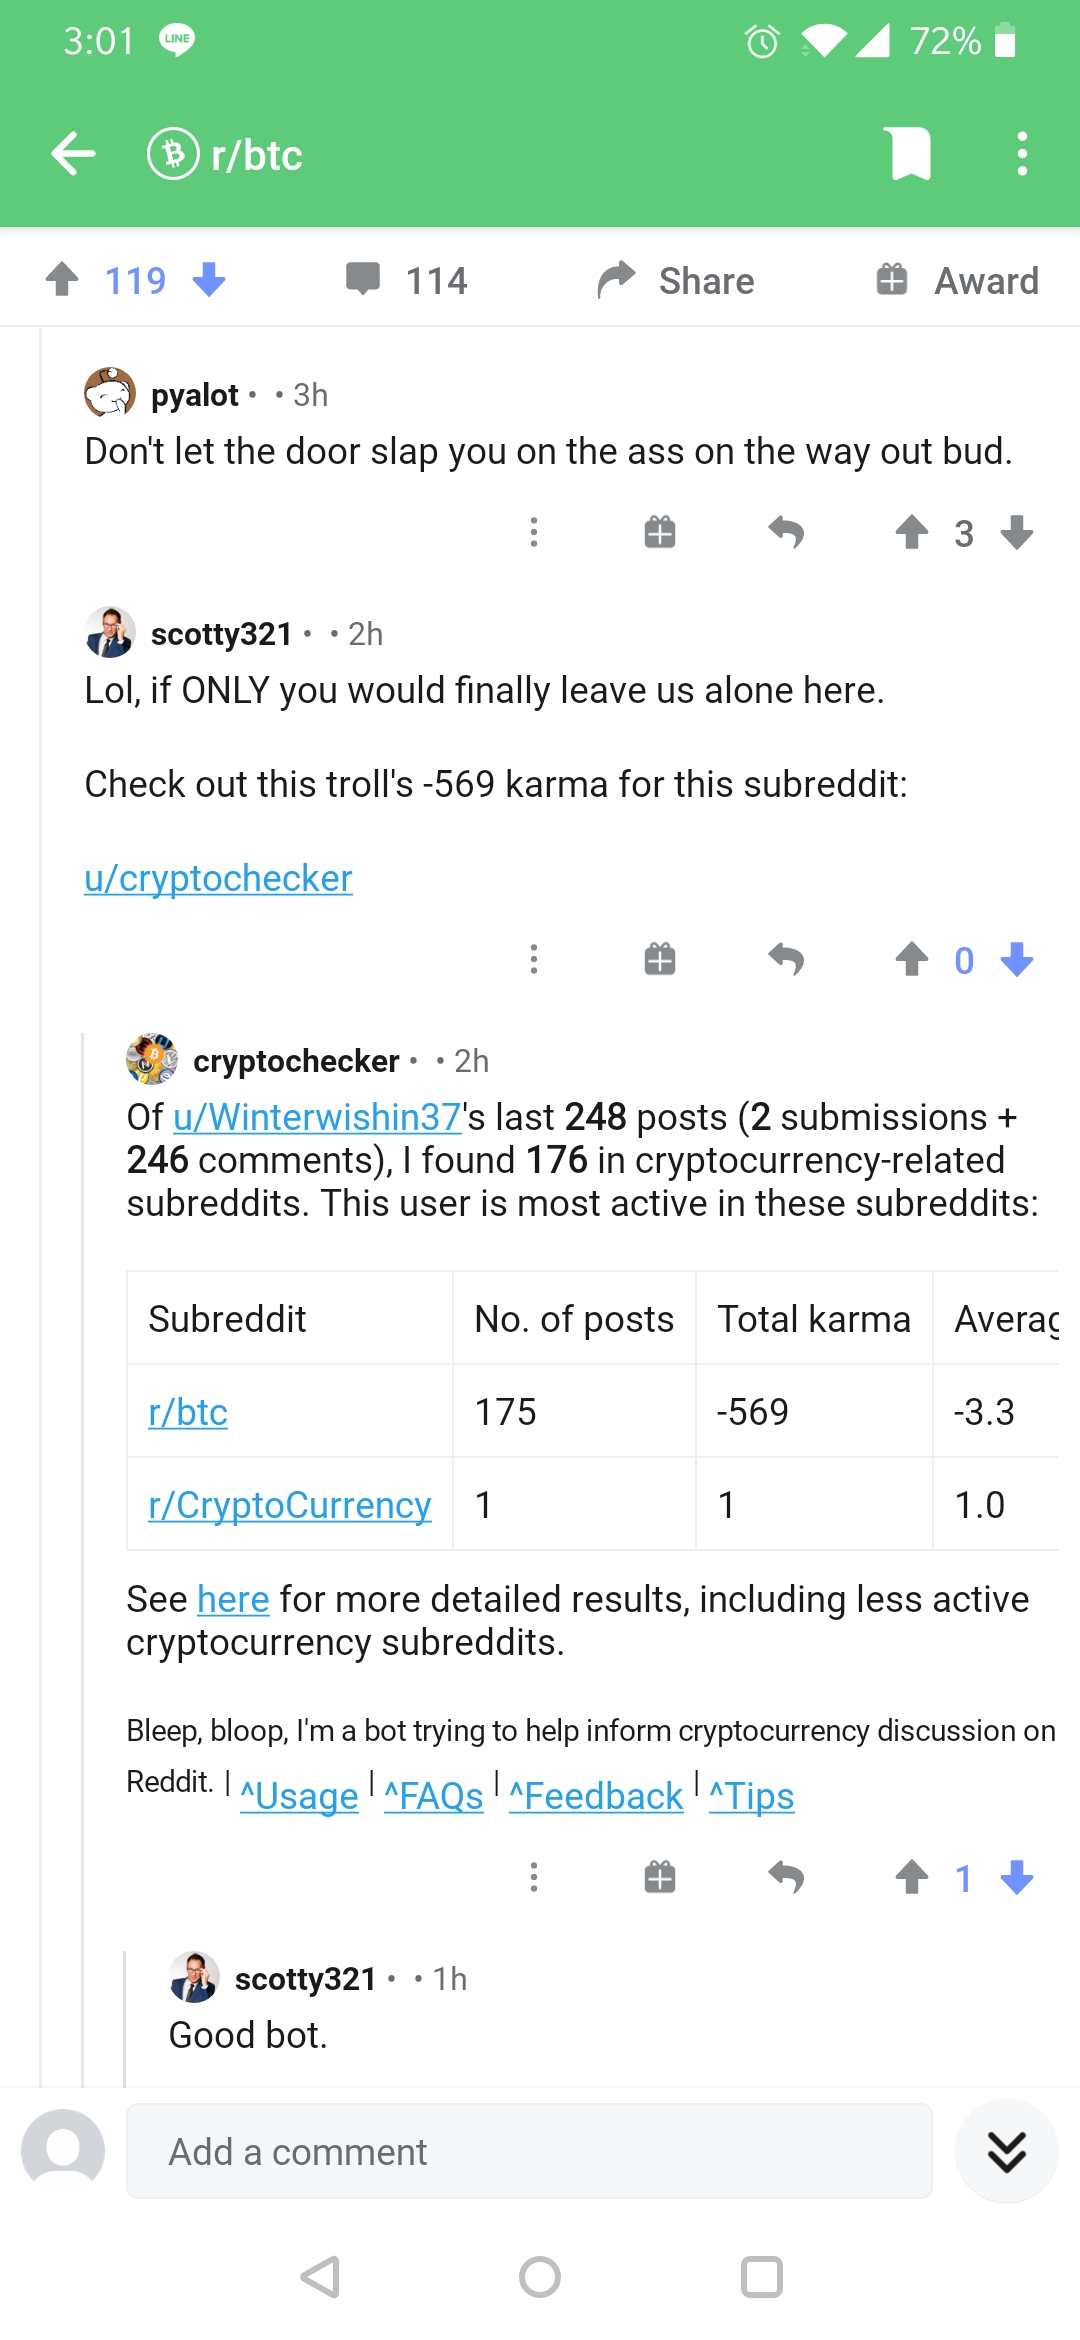 3:01 LINE 72%
r/btc
119 114 Share Award
pyalot • • 3h
Don't let the door slap you on the ass on the way out bud.
3
scotty321 • • 2h
Lol, if ONLY you would finally leave us alone here.
Check out this troll's -569 karma for this subreddit:
u/cryptochecker
0
cryptochecker • • 2h
Of u/Winterwishin37's last 248 posts (2 submissions +
246 comments), I found 176 in cryptocurrency-related
subreddits. This user is most active in these subreddits:
Subreddit No. of posts Total karma Averag
r/btc 175 -569 -3.3
r/CryptoCurrency 1 1 1.0
See here for more detailed results, including less active
cryptocurrency subreddits.
Bleep, bloop, I'm a bot trying to help inform cryptocurrency discussion on
Reddit. | ^Usage | ^FAQs | ^Feedback | ^Tips
1
scotty321 • • 1h
Good bot.
Add a comment